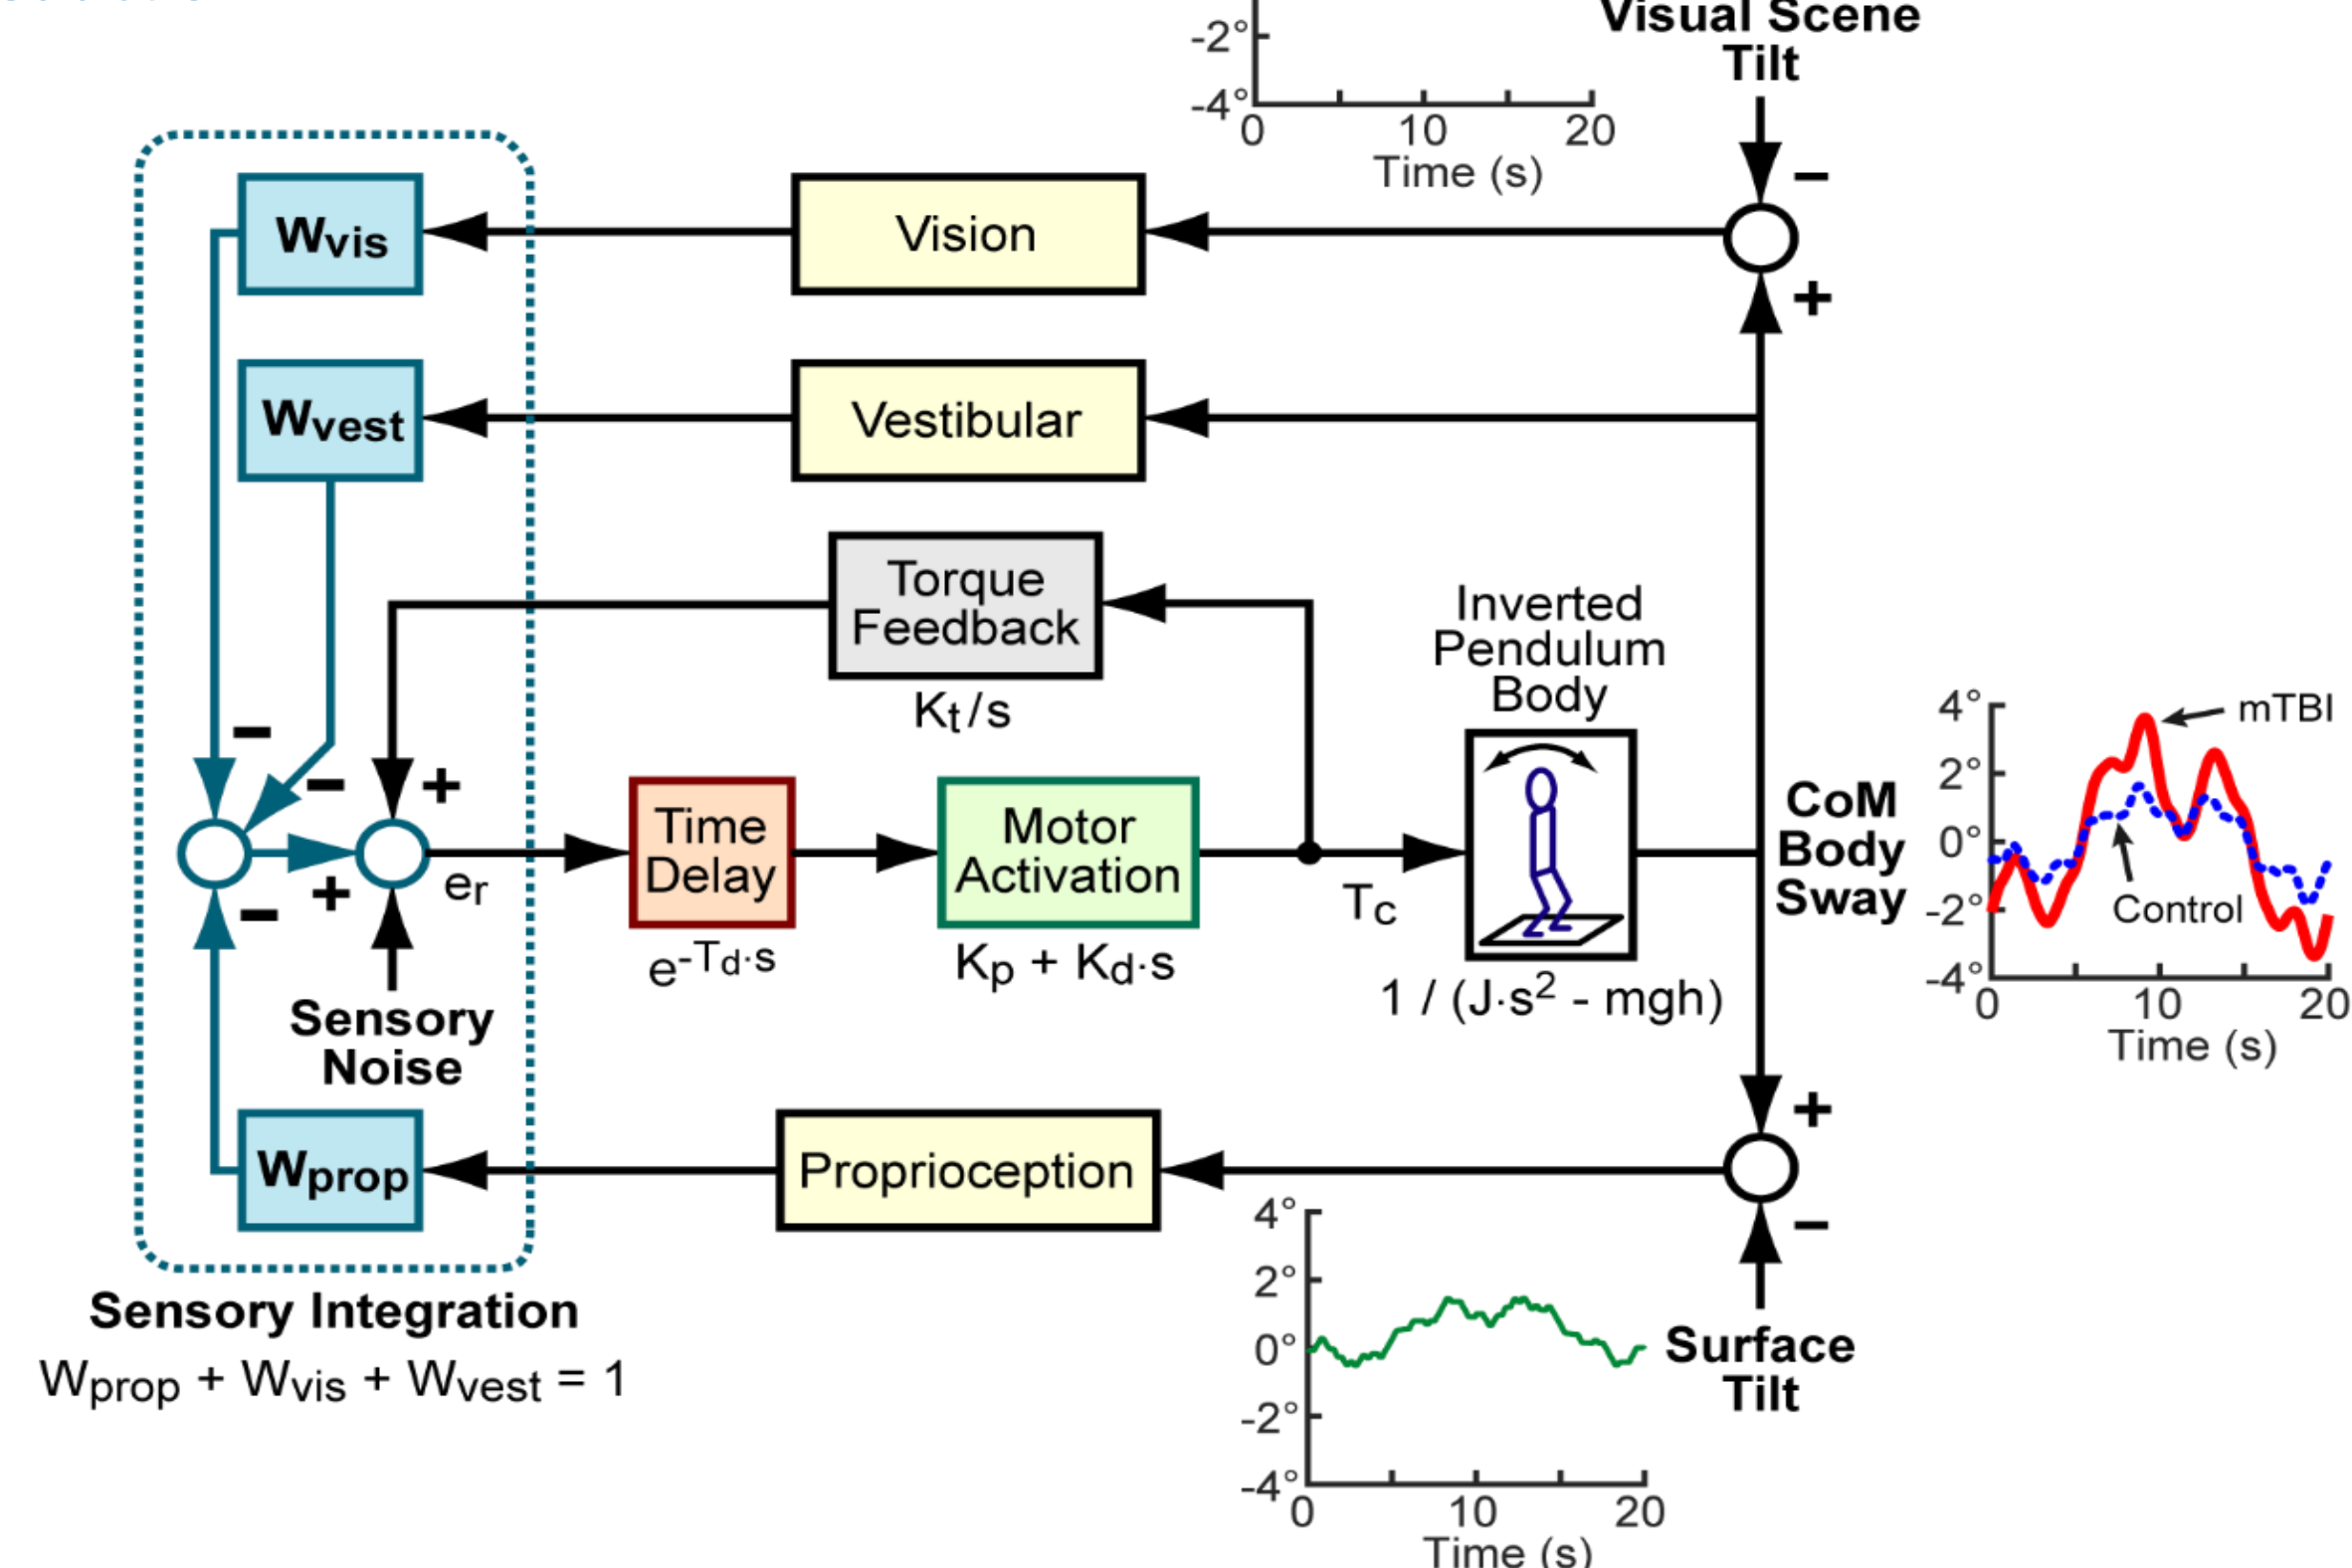 Visual Scene
Tilt
-2°
-4°
0
10
20
Time (s)
−
+
Wvis
Vision
Wvest
Vestibular
Torque
Feedback
Kt/s
Inverted
Pendulum
Body
−
−
+
+
−
er
Time
Delay
e-Td·s
Motor
Activation
Kp + Kd·s
Tc
1 / (J·s2 - mgh)
CoM
Body
Sway
4°
2°
0°
-2°
-4°
mTBI
Control
0
10
20
Time (s)
Sensory
Noise
Wprop
Proprioception
+
−
Sensory Integration
Wprop + Wvis + Wvest = 1
4°
2°
0°
-2°
-4°
0
10
20
Time (s)
Surface
Tilt